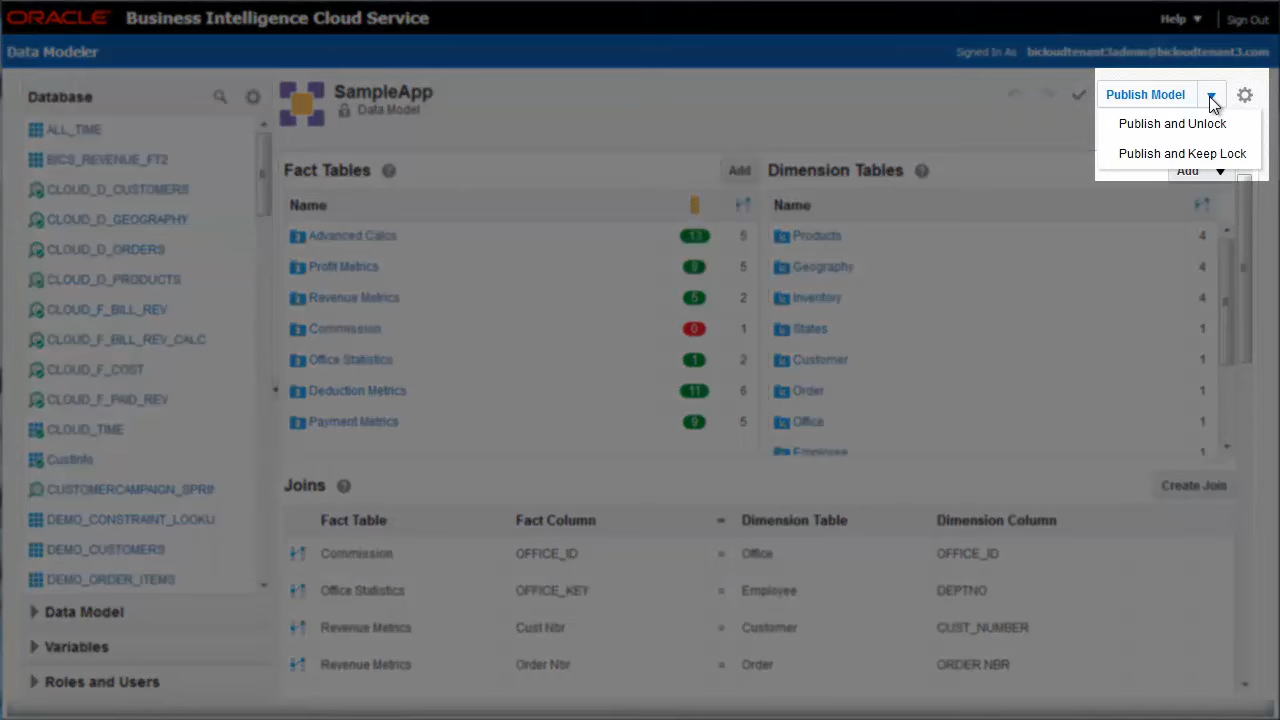 ORACLE Business Intelligence Cloud Service
Help
Sign Out
Data Modeler
Signed In As bicloudtenant3admn@bicloudtenant3.com
Database
ALL_TIME
BICS_REVENUE_FT2
CLOUD_D_CUSTOMERS
CLOUD_D_GEOGRAPHY
CLOUD_D_ORDERS
CLOUD_D_PRODUCTS
CLOUD_F_BILL_REV
CLOUD_F_BILL_REV_CALC
CLOUD_F_COST
CLOUD_F_PAID_REV
CLOUD_TIME
CustInfo
CUSTOMERCAMPAIGN_SPRIN
DEMO_CONSTRAINT_LOOKU
DEMO_CUSTOMERS
DEMO_ORDER_ITEMS
Data Model
Variables
Roles and Users
SampleApp
Data Model
Publish Model
Publish and Unlock
Publish and Keep Lock
Fact Tables
Add
Name
Advanced Calcs 13 5
Profit Metrics 8 5
Revenue Metrics 5 2
Commission 0 1
Office Statistics 1 2
Deduction Metrics 11 6
Payment Metrics 9 5
Dimension Tables
Add
Name
Products 4
Geography 4
Inventory 4
States 1
Customer 1
Order 1
Office 1
Employee 1
Joins
Create Join
Fact Table Fact Column = Dimension Table Dimension Column
Commission OFFICE_ID = Office OFFICE_ID
Office Statistics OFFICE_KEY = Employee DEPTNO
Revenue Metrics Cust Nbr = Customer CUST_NUMBER
Revenue Metrics Order Nbr = Order ORDER NBR